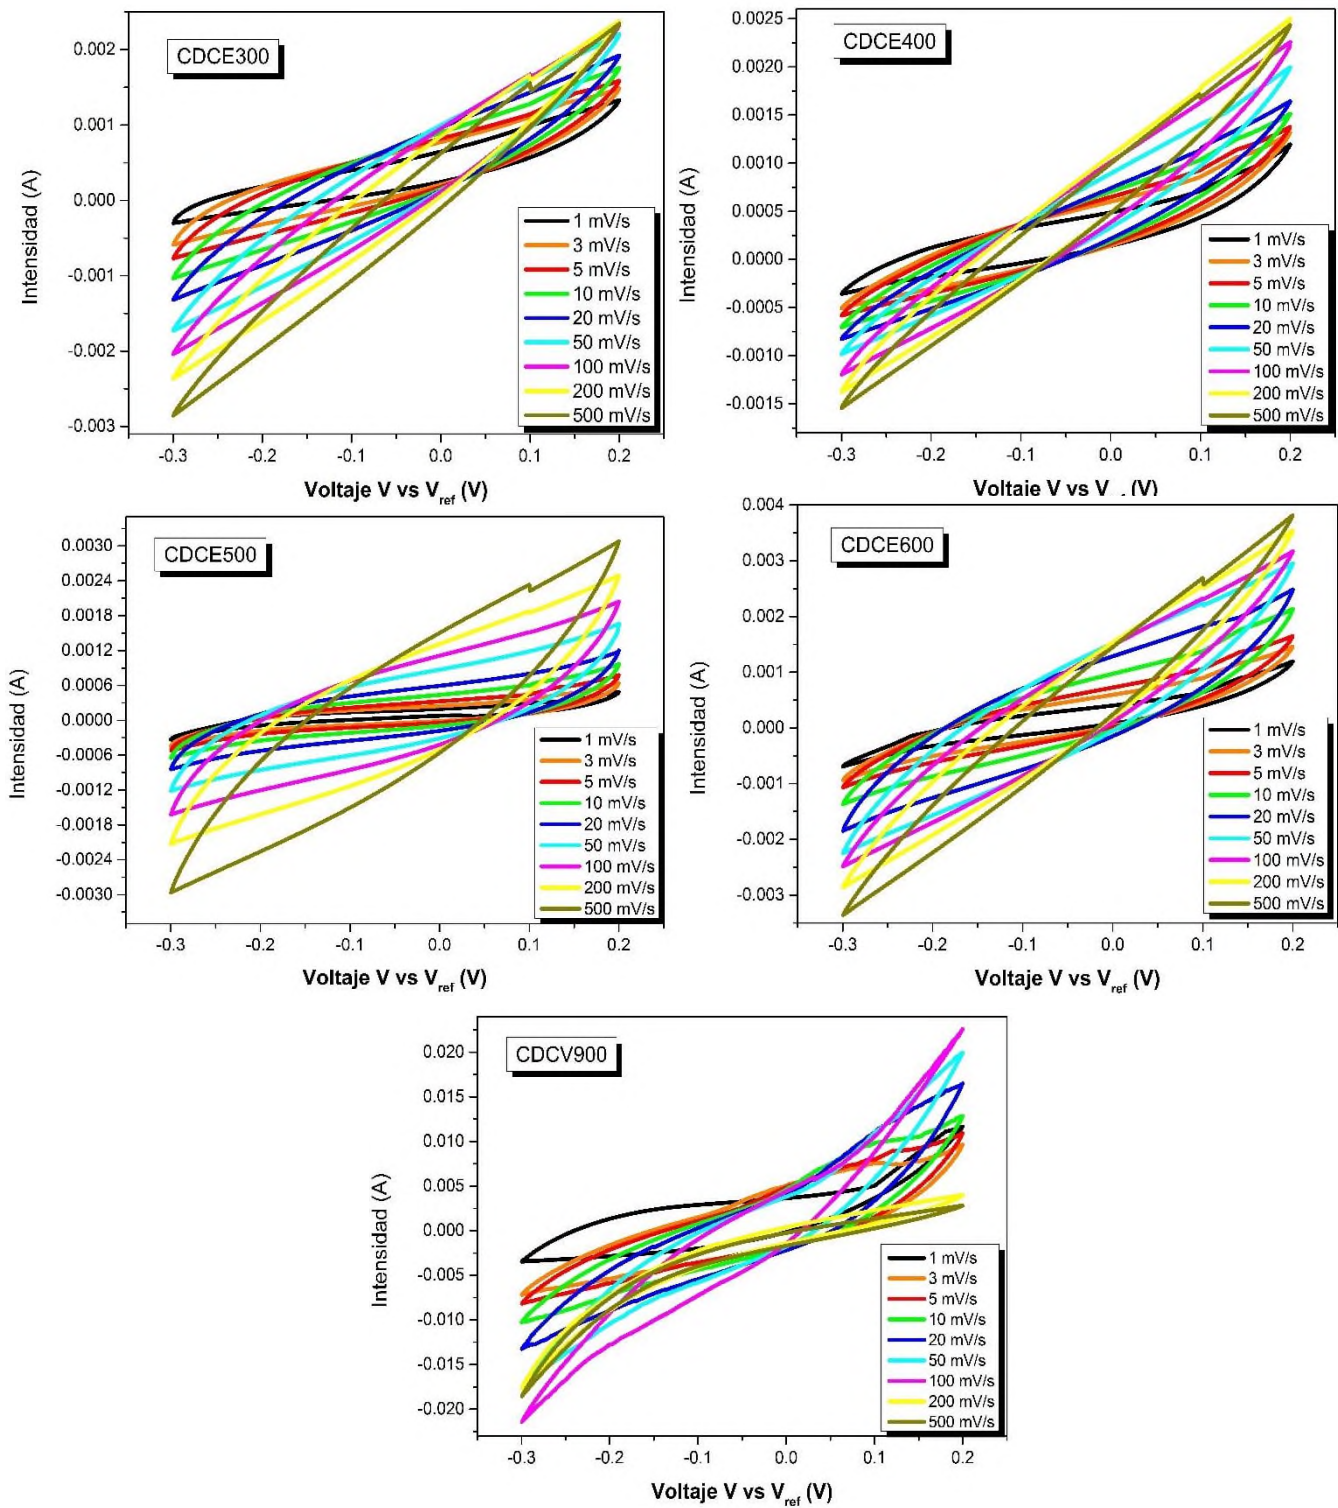 CDCE300
0.002
0.001
0.000
-0.001
-0.002
-0.003
Intensidad (A)
1 mV/s
3 mV/s
5 mV/s
10 mV/s
20 mV/s
50 mV/s
100 mV/s
200 mV/s
500 mV/s
-0.3 -0.2 -0.1 0.0 0.1 0.2
Voltaje V vs Vref (V)
CDCE400
0.0025
0.0020
0.0015
0.0010
0.0005
0.0000
-0.0005
-0.0010
-0.0015
Intensidad (A)
1 mV/s
3 mV/s
5 mV/s
10 mV/s
20 mV/s
50 mV/s
100 mV/s
200 mV/s
500 mV/s
-0.3 -0.2 -0.1 0.0 0.1 0.2
Voltaje V vs V (V)
CDCE500
0.0030
0.0024
0.0018
0.0012
0.0006
0.0000
-0.0006
-0.0012
-0.0018
-0.0024
-0.0030
Intensidad (A)
1 mV/s
3 mV/s
5 mV/s
10 mV/s
20 mV/s
50 mV/s
100 mV/s
200 mV/s
500 mV/s
-0.3 -0.2 -0.1 0.0 0.1 0.2
Voltaje V vs Vref (V)
CDCE600
0.004
0.003
0.002
0.001
0.000
-0.001
-0.002
-0.003
Intensidad (A)
1 mV/s
3 mV/s
5 mV/s
10 mV/s
20 mV/s
50 mV/s
100 mV/s
200 mV/s
500 mV/s
-0.3 -0.2 -0.1 0.0 0.1 0.2
Voltaje V vs Vref (V)
CDCV900
0.020
0.015
0.010
0.005
0.000
-0.005
-0.010
-0.015
-0.020
Intensidad (A)
1 mV/s
3 mV/s
5 mV/s
10 mV/s
20 mV/s
50 mV/s
100 mV/s
200 mV/s
500 mV/s
-0.3 -0.2 -0.1 0.0 0.1 0.2
Voltaje V vs Vref (V)